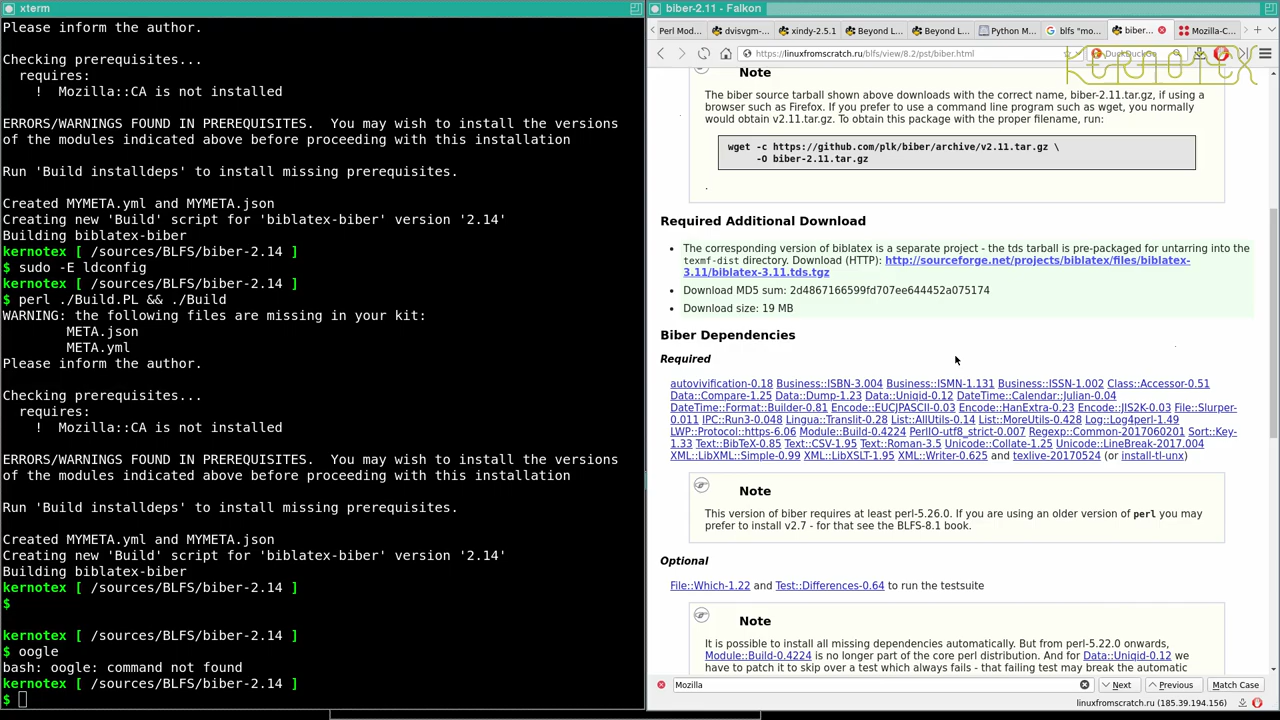 xterm
Please inform the author.
Checking prerequisites...
requires:
! Mozilla::CA is not installed
ERRORS/WARNINGS FOUND IN PREREQUISITES. You may wish to install the versions
of the modules indicated above before proceeding with this installation
Run 'Build installdeps' to install missing prerequisites.
Created MYMETA.yml and MYMETA.json
Creating new 'Build' script for 'biblatex-biber' version '2.14'
Building biblatex-biber
kernotex [ /sources/BLFS/biber-2.14 ]
$ sudo -E ldconfig
kernotex [ /sources/BLFS/biber-2.14 ]
$ perl ./Build.PL && ./Build
WARNING: the following files are missing in your kit:
META.json
META.yml
Please inform the author.
Checking prerequisites...
requires:
! Mozilla::CA is not installed
ERRORS/WARNINGS FOUND IN PREREQUISITES. You may wish to install the versions
of the modules indicated above before proceeding with this installation
Run 'Build installdeps' to install missing prerequisites.
Created MYMETA.yml and MYMETA.json
Creating new 'Build' script for 'biblatex-biber' version '2.14'
Building biblatex-biber
kernotex [ /sources/BLFS/biber-2.14 ]
$
kernotex [ /sources/BLFS/biber-2.14 ]
$ oogle
bash: oogle: command not found
kernotex [ /sources/BLFS/biber-2.14 ]
$
biber-2.11 - Falkon
Perl Mod... dvisvgm-... xindy-2.5.1 Beyond L... Beyond L... Python M... blfs "mo... biber... Mozilla-C...
https://linuxfromscratch.ru/blfs/view/8.2/pst/biber.html DuckDuckGo
KERNOTEX
Note
The biber source tarball shown above downloads with the correct name, biber-2.11.tar.gz, if using a
browser such as Firefox. If you prefer to use a command line program such as wget, you normally
would obtain v2.11.tar.gz. To obtain this package with the proper filename, run:
wget -c https://github.com/plk/biber/archive/v2.11.tar.gz \
-O biber-2.11.tar.gz
.
Required Additional Download
• The corresponding version of biblatex is a separate project - the tds tarball is pre-packaged for untarring into the
texmf-dist directory. Download (HTTP): http://sourceforge.net/projects/biblatex/files/biblatex-
3.11/biblatex-3.11.tds.tgz
• Download MD5 sum: 2d4867166599fd707ee644452a075174
• Download size: 19 MB
Biber Dependencies
Required
autovivification-0.18 Business::ISBN-3.004 Business::ISMN-1.131 Business::ISSN-1.002 Class::Accessor-0.51
Data::Compare-1.25 Data::Dump-1.23 Data::Uniqid-0.12 DateTime::Calendar::Julian-0.04
DateTime::Format::Builder-0.81 Encode::EUCJPASCII-0.03 Encode::HanExtra-0.23 Encode::JIS2K-0.03 File::Slurper-
0.011 IPC::Run3-0.048 Lingua::Translit-0.28 List::AllUtils-0.14 List::MoreUtils-0.428 Log::Log4perl-1.49
LWP::Protocol::https-6.06 Module::Build-0.4224 PerlIO-utf8_strict-0.007 Regexp::Common-2017060201 Sort::Key-
1.33 Text::BibTeX-0.85 Text::CSV-1.95 Text::Roman-3.5 Unicode::Collate-1.25 Unicode::LineBreak-2017.004
XML::LibXML::Simple-0.99 XML::LibXSLT-1.95 XML::Writer-0.625 and texlive-20170524 (or install-tl-unx)
Note
This version of biber requires at least perl-5.26.0. If you are using an older version of perl you may
prefer to install v2.7 - for that see the BLFS-8.1 book.
Optional
File::Which-1.22 and Test::Differences-0.64 to run the testsuite
Note
It is possible to install all missing dependencies automatically. But from perl-5.22.0 onwards,
Module::Build-0.4224 is no longer part of the core perl distribution. And for Data::Uniqid-0.12 we
have to patch it to skip over a test which always fails - that failing test may break the automatic
Mozilla Next Previous Match Case
linuxfromscratch.ru (185.39.194.156)